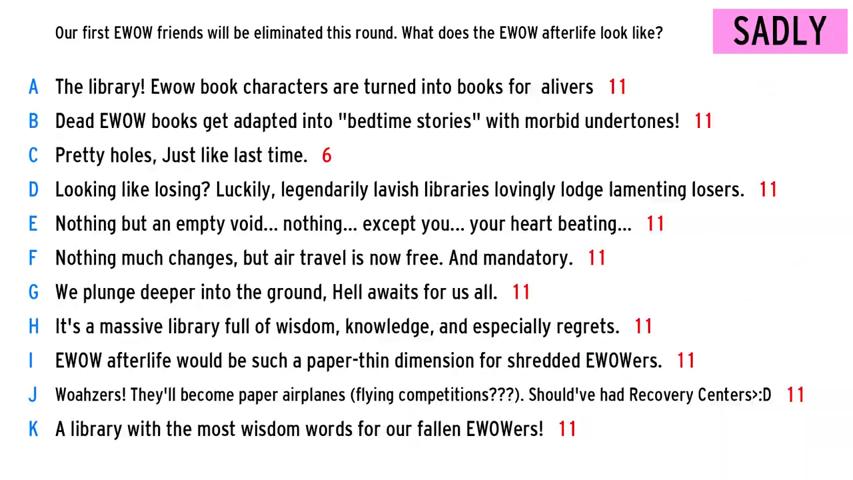 Our first EWOW friends will be eliminated this round. What does the EWOW afterlife look like?
SADLY
A The library! Ewow book characters are turned into books for alivers 11
B Dead EWOW books get adapted into "bedtime stories" with morbid undertones! 11
C Pretty holes, Just like last time. 6
D Looking like losing? Luckily, legendarily lavish libraries lovingly lodge lamenting losers. 11
E Nothing but an empty void... nothing... except you... your heart beating... 11
F Nothing much changes, but air travel is now free. And mandatory. 11
G We plunge deeper into the ground, Hell awaits for us all. 11
H It's a massive library full of wisdom, knowledge, and especially regrets. 11
I EWOW afterlife would be such a paper-thin dimension for shredded EWOWers. 11
J Woahzers! They'll become paper airplanes (flying competitions???). Should've had Recovery Centers>:D 11
K A library with the most wisdom words for our fallen EWOWers! 11